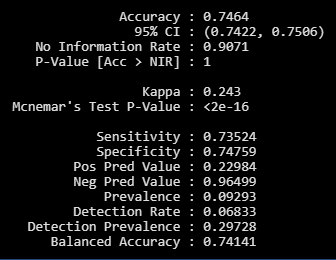 Accuracy : 0.7464
95% CI : (0.7422, 0.7506)
No Information Rate : 0.9071
P-Value [Acc > NIR] : 1
Kappa : 0.243
Mcnemar's Test P-Value : <2e-16
Sensitivity : 0.73524
Specificity : 0.74759
Pos Pred Value : 0.22984
Neg Pred Value : 0.96499
Prevalence : 0.09293
Detection Rate : 0.06833
Detection Prevalence : 0.29728
Balanced Accuracy : 0.74141